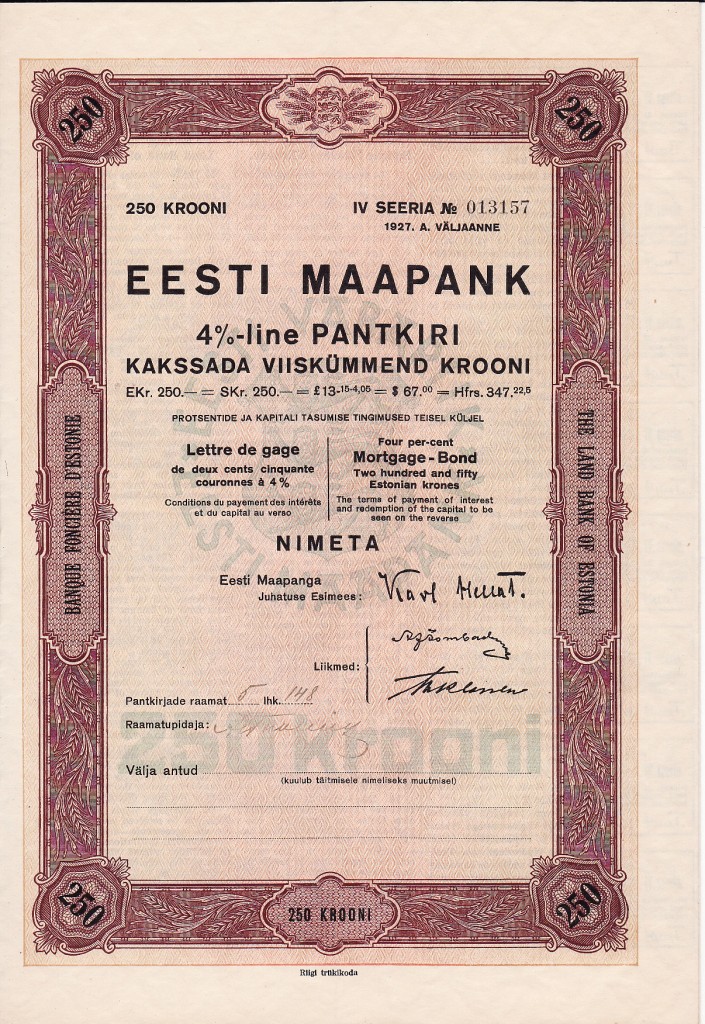 250 250
250 KROONI IV SEERIA № 013157
1927. A. VÄLJAANNE
EESTI MAAPANK
4%-line PANTKIRI
KAKSSADA VIISKÜMMEND KROONI
EKr. 250.— = SKr. 250.— = £13-15-4,05 = $ 67.00 = Hfrs. 347.22,5
PROTSENTIDE JA KAPITALI TASUMISE TINGIMUSED TEISEL KÜLJEL
Lettre de gage
de deux cents cinquante
couronnes à 4%
Conditions du payement des intérêts
et du capital au verso
Four per-cent
Mortgage-Bond
Two hundred and fifty
Estonian krones
The terms of payment of interest
and redemption of the capital to be
seen on the reverse
BANQUE FONCIÈRE D'ESTONIE
THE LAND BANK OF ESTONIA
NIMETA
Eesti Maapanga
Juhatuse Esimees: Karl
Liikmed:
Pantkirjade raamat 5 lhk. 148
Raamatupidaja:
250 krooni
Välja antud
(kuulub täitmisele nimeliseks muutmisel)
250 250 KROONI 250
Riigi trükikoda